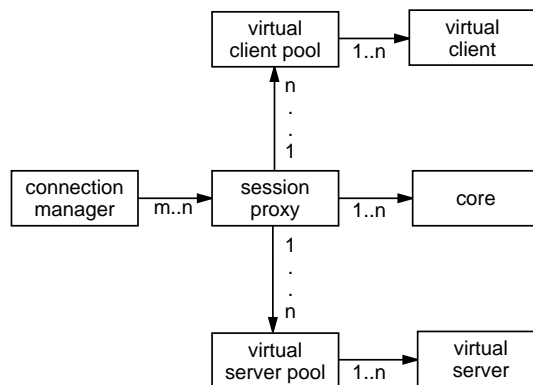 virtual
client pool
1..n
virtual
client
n
.
.
1
connection
manager
m..n
session
proxy
1..n
core
1
.
.
n
virtual
server pool
1..n
virtual
server